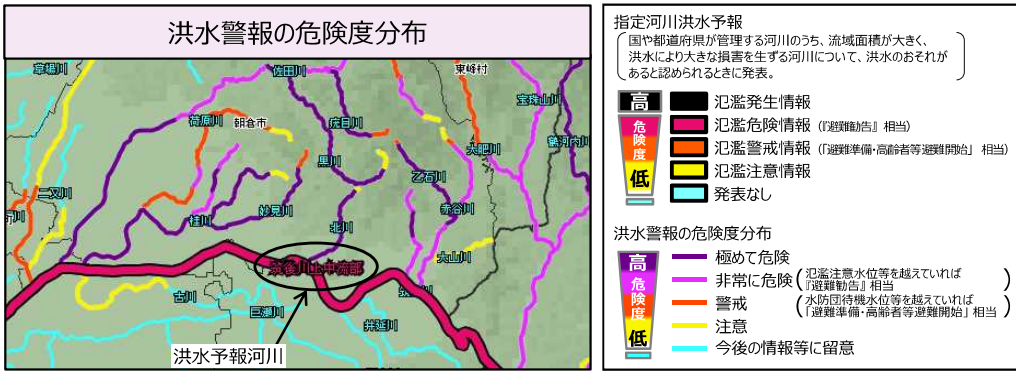 洪水警報の危険度分布
草場川
佐田川
東峰村
宝珠山川
荷原川
朝倉市
疣目川
大肥川
鶴河内川
黒川
乙石川
二又川
妙見川
赤谷川
桂川
北川
大山川
筑後川上中流部
古川
巨瀬川
井延川
洪水予報河川
指定河川洪水予報
国や都道府県が管理する河川のうち、流域面積が大きく、
洪水により大きな損害を生ずる河川について、洪水のおそれが
あると認められるときに発表。
高
危険度
低
氾濫発生情報
氾濫危険情報（『避難勧告』相当）
氾濫警戒情報（「避難準備・高齢者等避難開始」 相当）
氾濫注意情報
発表なし
洪水警報の危険度分布
高
危険度
低
極めて危険
非常に危険
氾濫注意水位等を越えていれば
『避難勧告』相当
警戒
水防団待機水位等を越えていれば
「避難準備・高齢者等避難開始」相当
注意
今後の情報等に留意